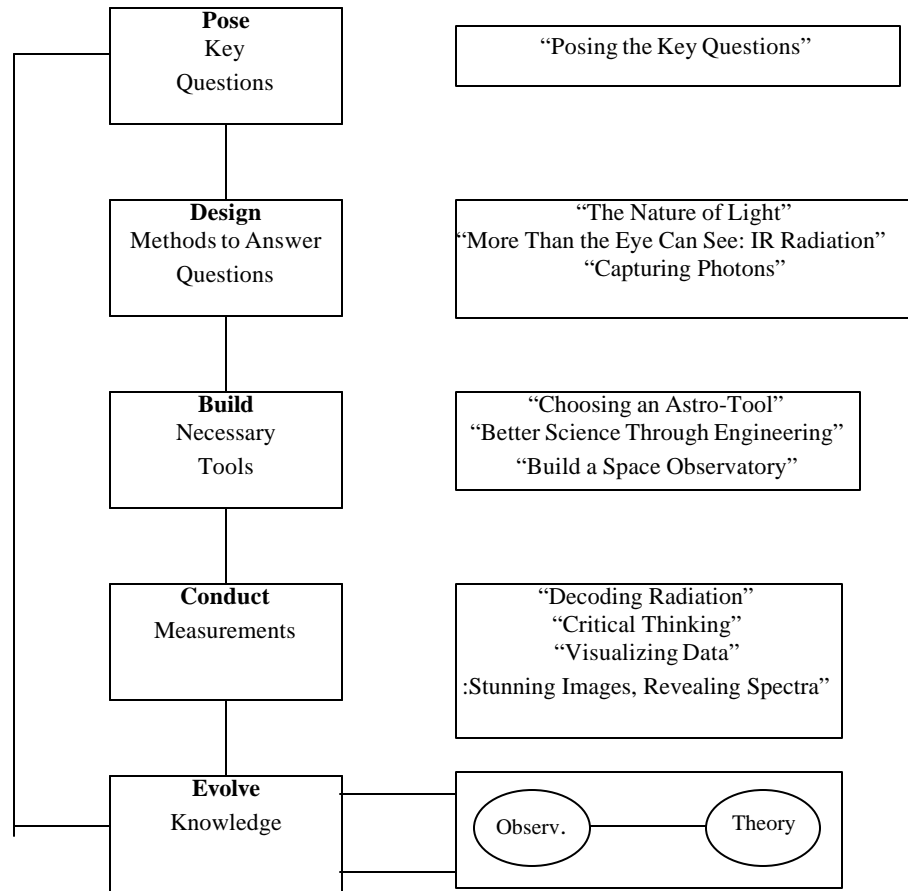 Pose
Key
Questions
“Posing the Key Questions”
Design
Methods to Answer
Questions
“The Nature of Light”
“More Than the Eye Can See: IR Radiation”
“Capturing Photons”
Build
Necessary
Tools
“Choosing an Astro-Tool”
“Better Science Through Engineering”
“Build a Space Observatory”
Conduct
Measurements
“Decoding Radiation”
“Critical Thinking”
“Visualizing Data”
:Stunning Images, Revealing Spectra”
Evolve
Knowledge
Observ.
Theory